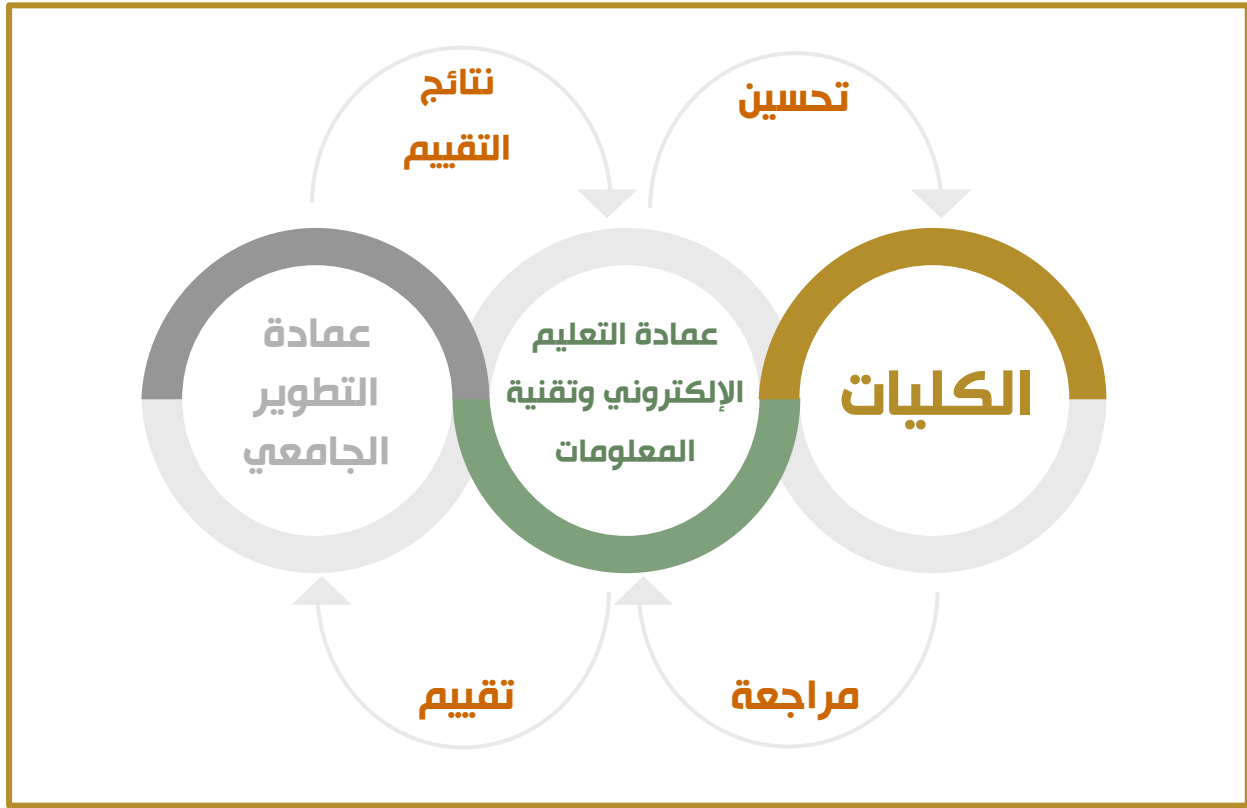 تحسين
نتائج
التقييم
الكليات
عمادة التعليم
الإلكتروني وتقنية
المعلومات
عمادة
التطوير
الجامعي
مراجعة
تقييم